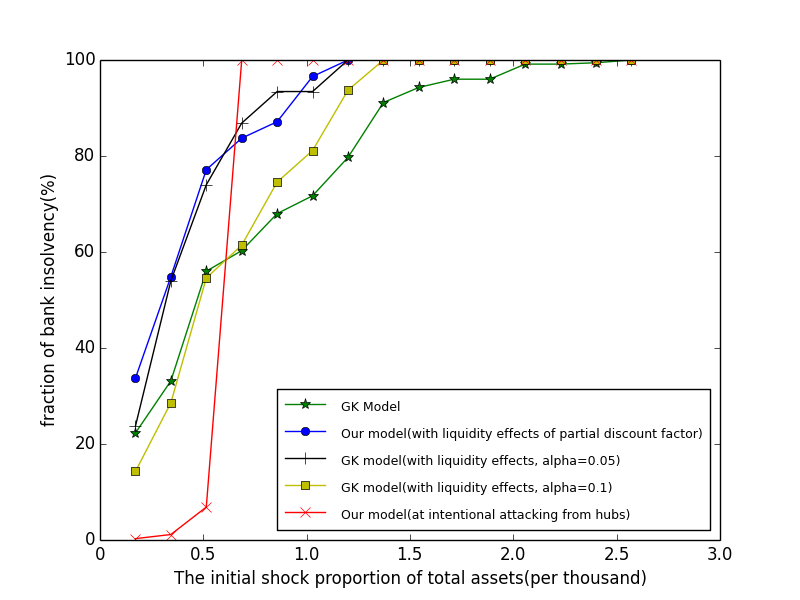 100
80
60
40
20
0
fraction of bank insolvency(%)
GK Model
Our model(with liquidity effects of partial discount factor)
GK model(with liquidity effects, alpha=0.05)
GK model(with liquidity effects, alpha=0.1)
Our model(at intentional attacking from hubs)
0 0.5 1.0 1.5 2.0 2.5 3.0
The initial shock proportion of total assets(per thousand)